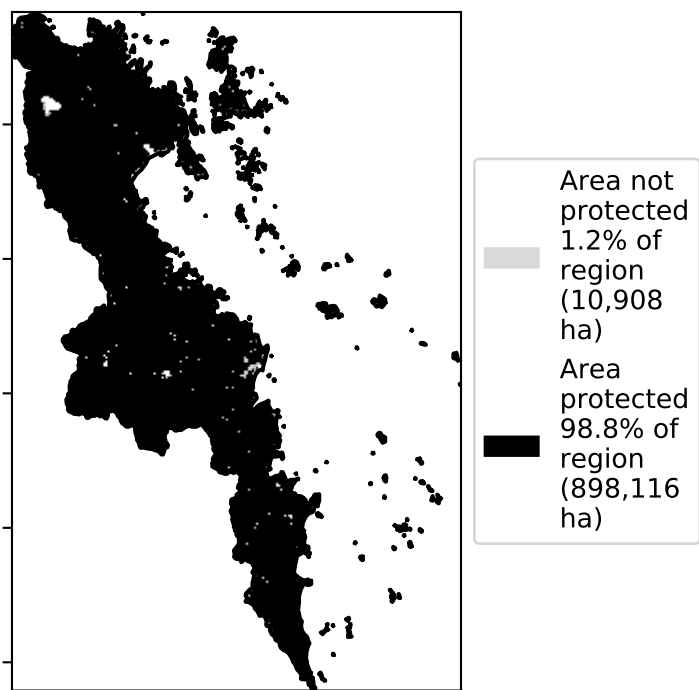 Area not
protected
1.2% of
region
(10,908
ha)
Area
protected
98.8% of
region
(898,116
ha)